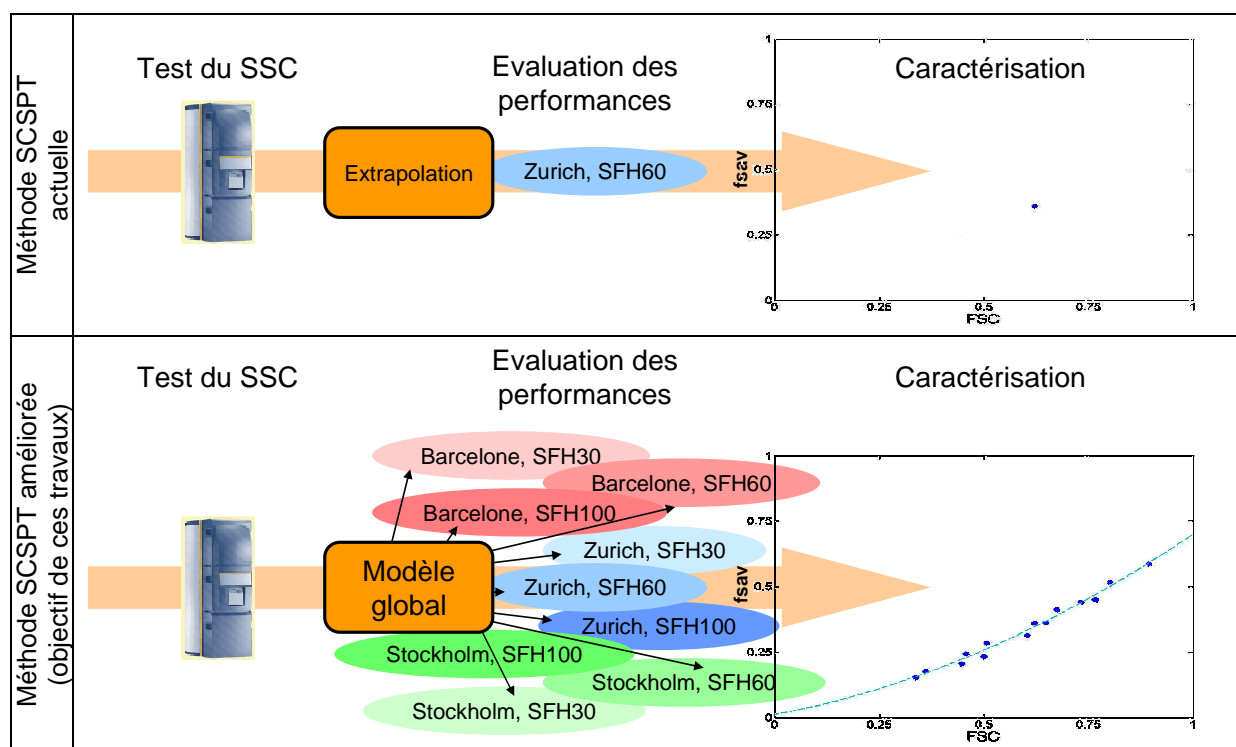 Méthode SCSPT
actuelle
Test du SSC
Evaluation des
performances
Caractérisation
Extrapolation
Zurich, SFH60
fsav
1
0.75
0.5
0.25
0
0
0.25
0.5
0.75
1
FSC
Méthode SCSPT améliorée
(objectif de ces travaux)
Test du SSC
Evaluation des
performances
Caractérisation
Barcelone, SFH30
Barcelone, SFH60
Barcelone, SFH100
Modèle
global
Zurich, SFH30
Zurich, SFH60
Zurich, SFH100
Stockholm, SFH100
Stockholm, SFH60
Stockholm, SFH30
fsav
1
0.75
0.5
0.25
0
0
0.25
0.5
0.75
1
FSC